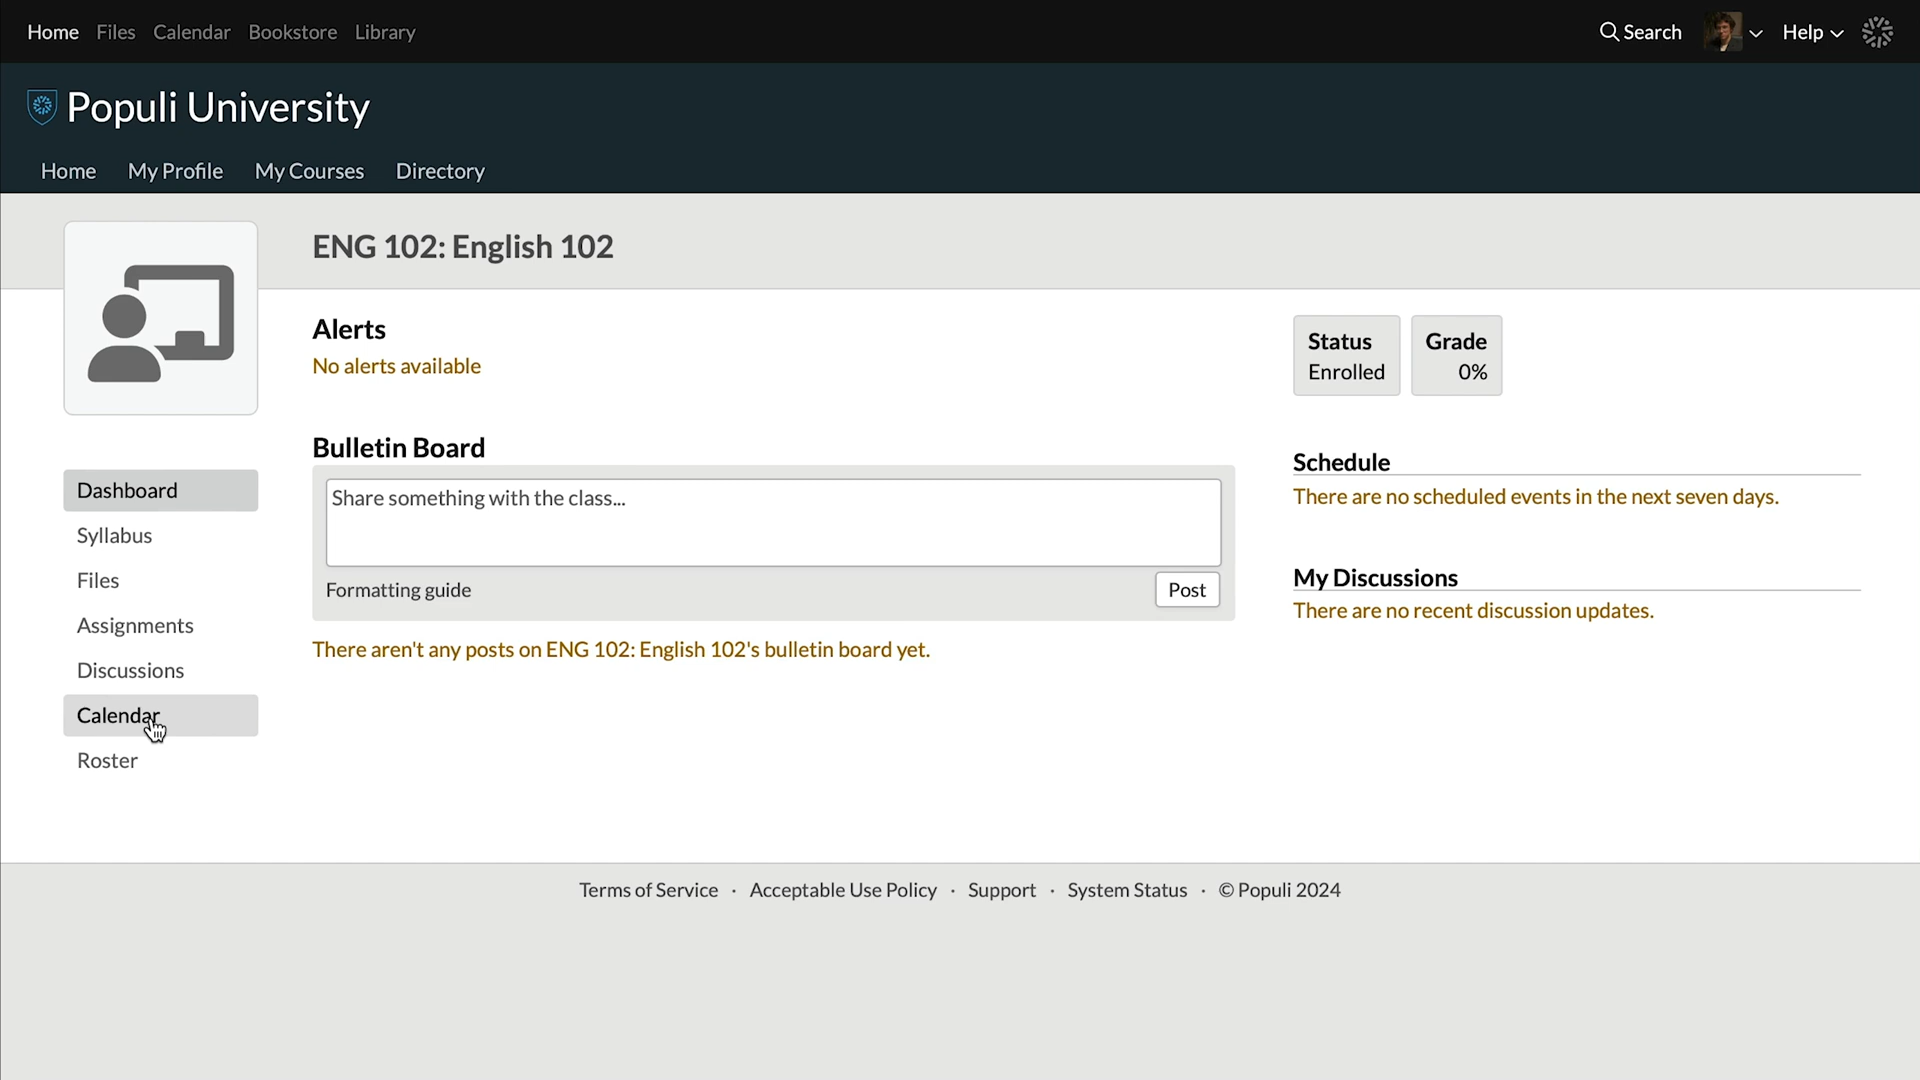 Home Files Calendar Bookstore Library Search Help
Populi University
Home My Profile My Courses Directory
ENG 102: English 102
Dashboard
Syllabus
Files
Assignments
Discussions
Calendar
Roster
Alerts
No alerts available
Bulletin Board
Share something with the class...
Formatting guide Post
There aren't any posts on ENG 102: English 102's bulletin board yet.
Status Grade
Enrolled 0%
Schedule
There are no scheduled events in the next seven days.
My Discussions
There are no recent discussion updates.
Terms of Service · Acceptable Use Policy · Support · System Status · © Populi 2024